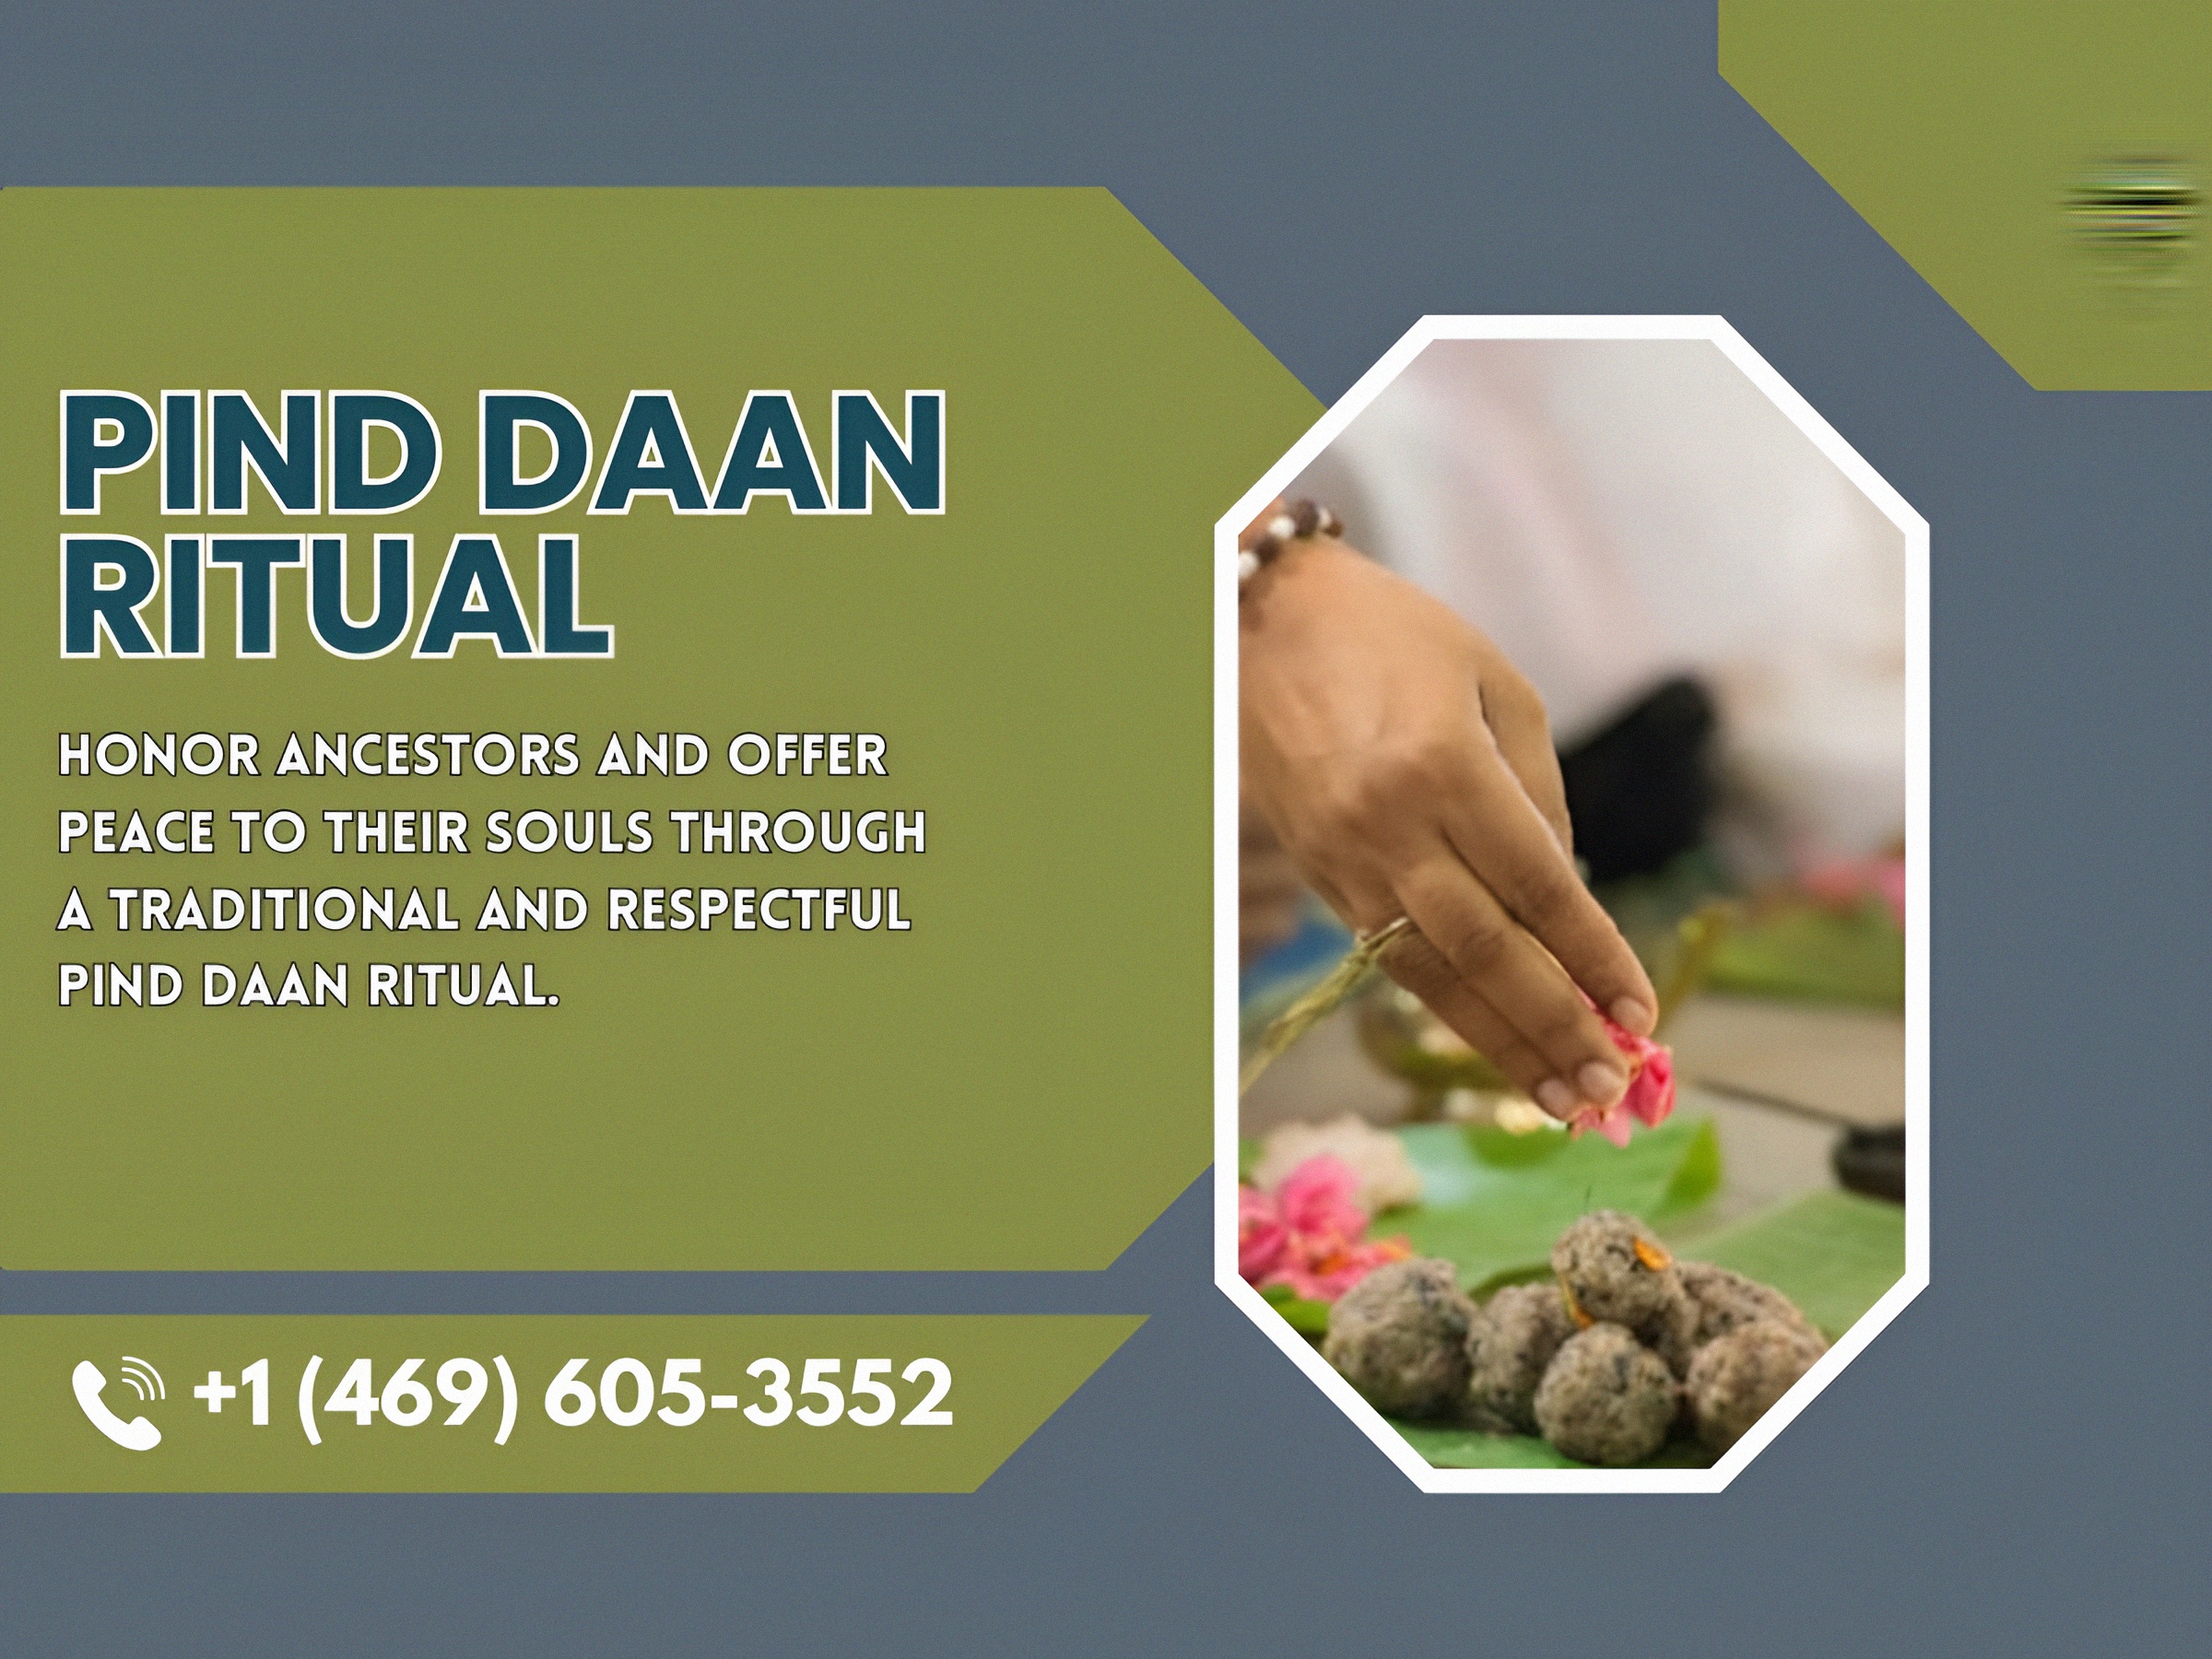 PIND DAAN
RITUAL
HONOR ANCESTORS AND OFFER
PEACE TO THEIR SOULS THROUGH
A TRADITIONAL AND RESPECTFUL
PIND DAAN RITUAL.
+1 (469) 605-3552